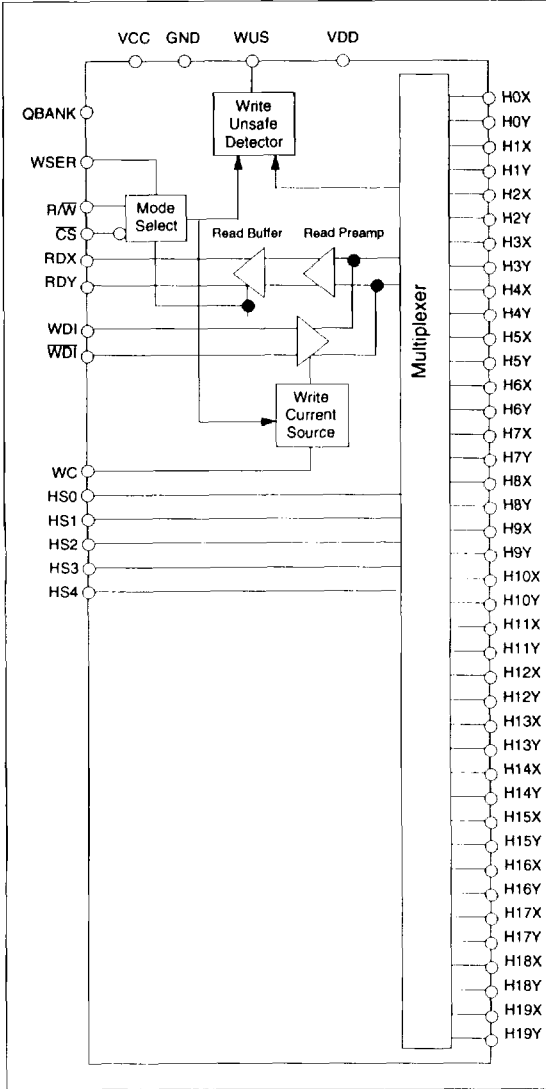 VCC GND WUS VDD
QBANK
WSER
R/W̅
C̅S̅
RDX
RDY
WDI
W̅D̅I̅
WC
HS0
HS1
HS2
HS3
HS4
Write
Unsafe
Detector
Mode
Select
Read Buffer
Read Preamp
Write
Current
Source
Multiplexer
H0X
H0Y
H1X
H1Y
H2X
H2Y
H3X
H3Y
H4X
H4Y
H5X
H5Y
H6X
H6Y
H7X
H7Y
H8X
H8Y
H9X
H9Y
H10X
H10Y
H11X
H11Y
H12X
H12Y
H13X
H13Y
H14X
H14Y
H15X
H15Y
H16X
H16Y
H17X
H17Y
H18X
H18Y
H19X
H19Y